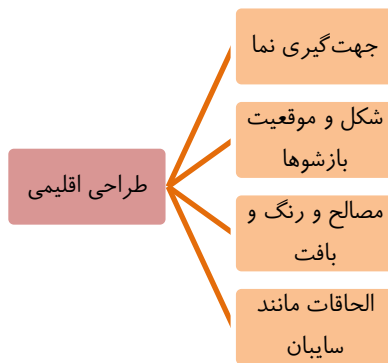 طراحی اقلیمی
جهت‌گیری نما
شکل و موقعیت
بازشوها
مصالح و رنگ و
بافت
الحاقات مانند
سایبان